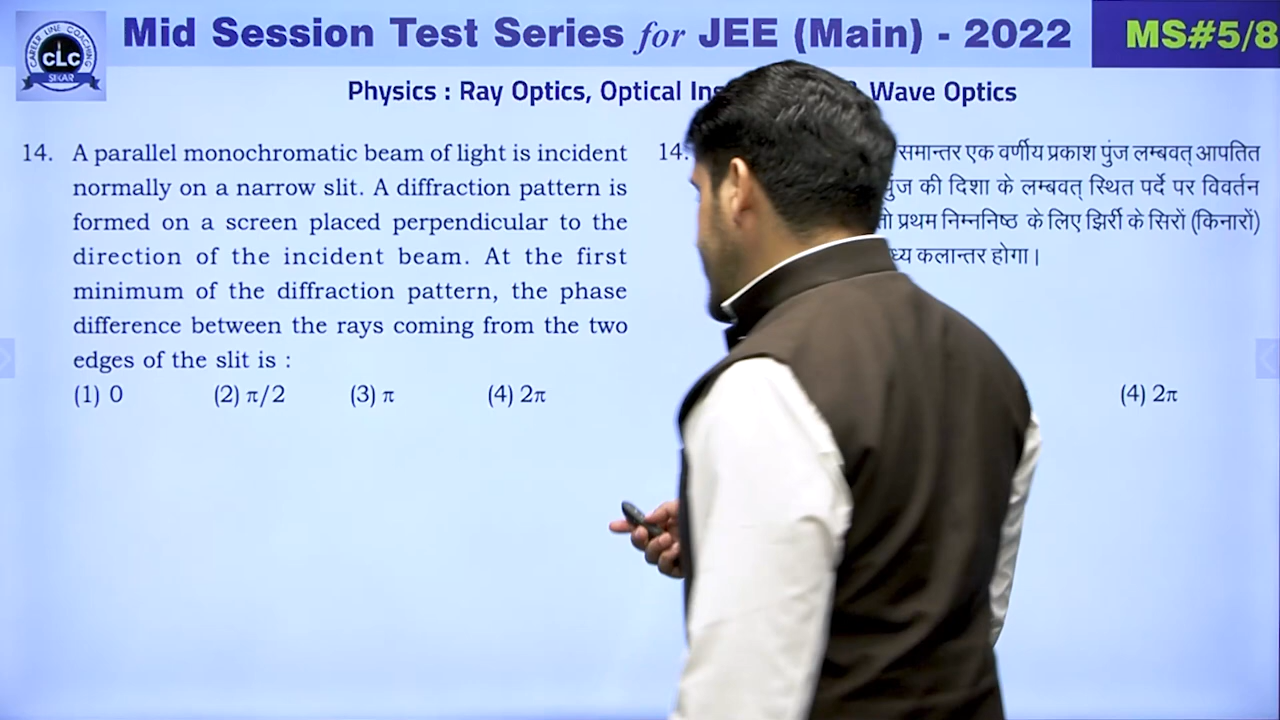 CAREER LINE COACHING
CLC
SIKAR
Mid Session Test Series for JEE (Main) - 2022
MS#5/8
Physics : Ray Optics, Optical Ins Wave Optics
14. A parallel monochromatic beam of light is incident
normally on a narrow slit. A diffraction pattern is
formed on a screen placed perpendicular to the
direction of the incident beam. At the first
minimum of the diffraction pattern, the phase
difference between the rays coming from the two
edges of the slit is :
(1) 0 (2) π/2 (3) π (4) 2π
14. समान्तर एक वर्णीय प्रकाश पुंज लम्बवत् आपतित
पुंज की दिशा के लम्बवत् स्थित पर्दे पर विवर्तन
तो प्रथम निम्ननिष्ठ के लिए झिर्री के सिरों (किनारों)
मध्य कलान्तर होगा।
(4) 2π